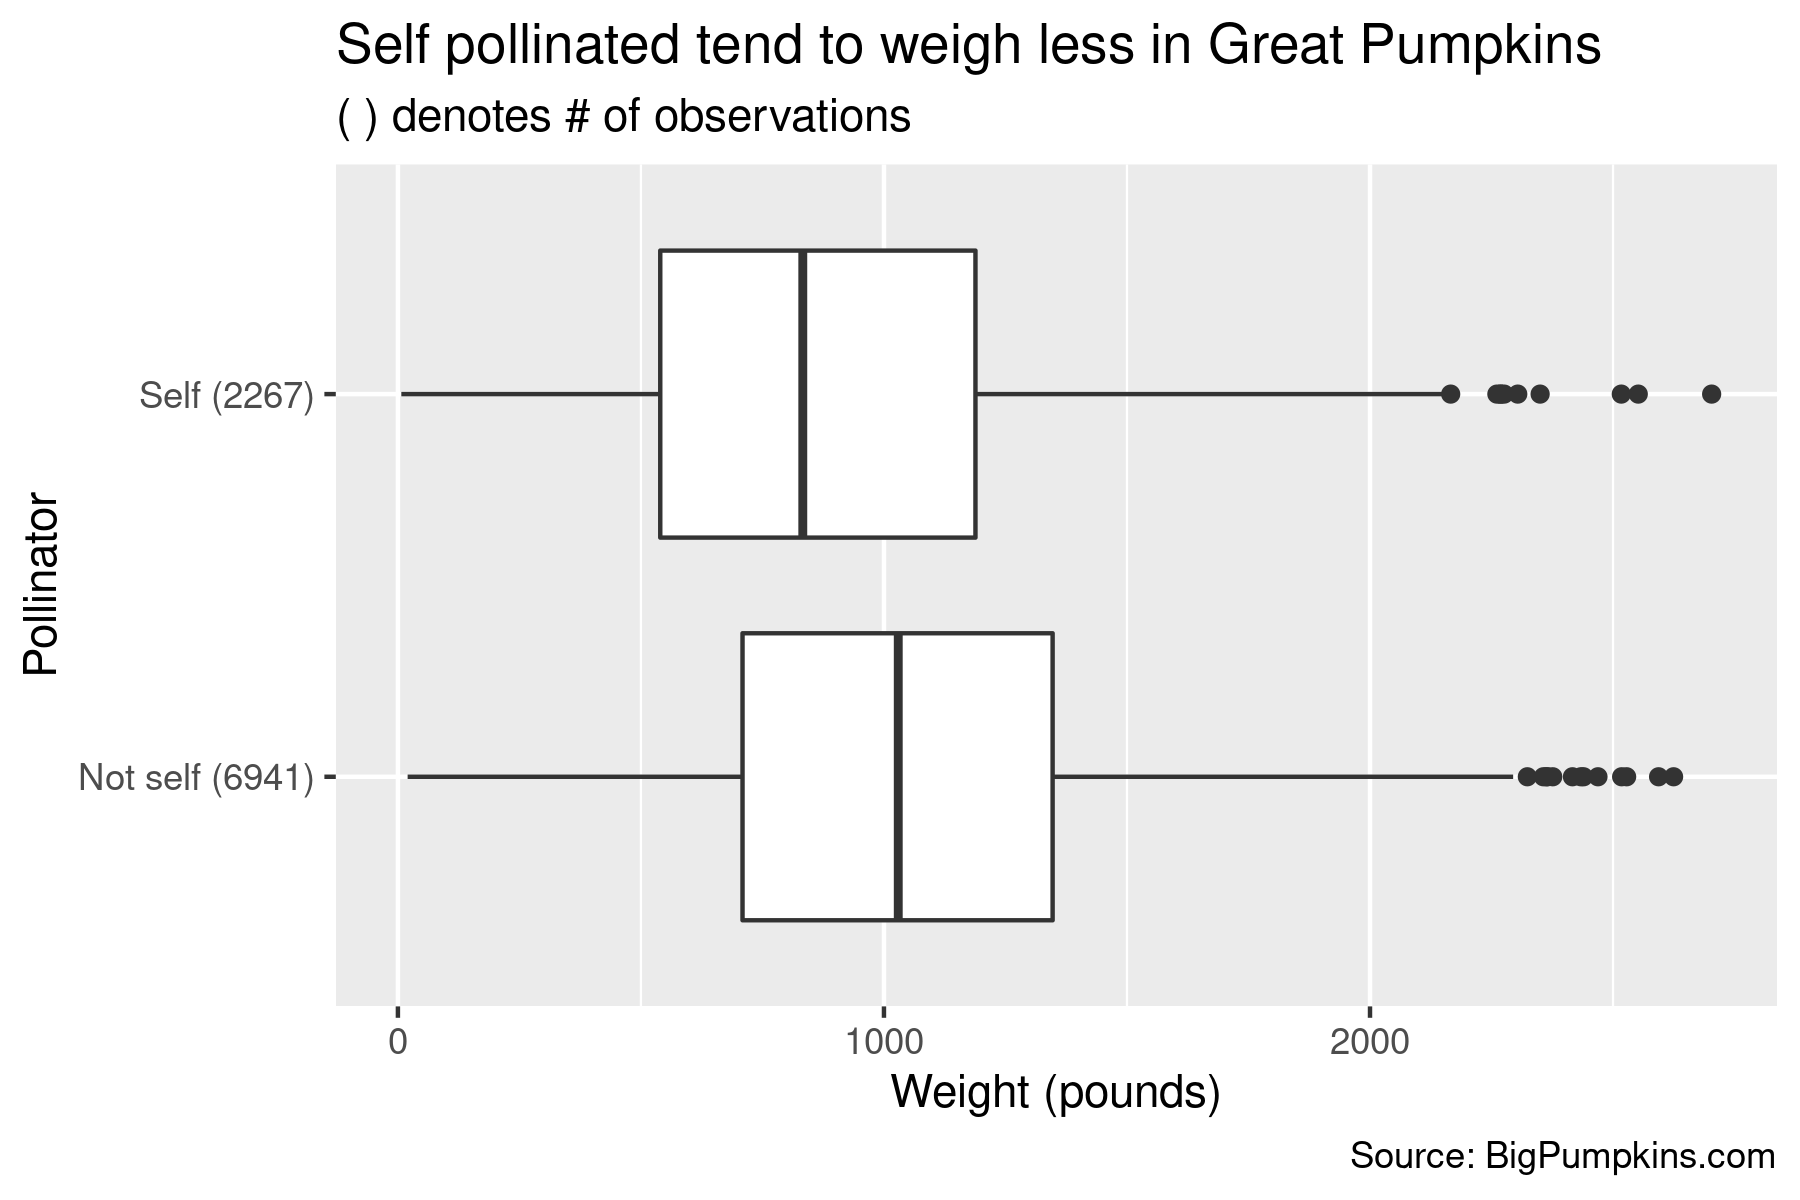 Self pollinated tend to weigh less in Great Pumpkins
( ) denotes # of observations
Pollinator
Self (2267)
Not self (6941)
0
1000
2000
Weight (pounds)
Source: BigPumpkins.com